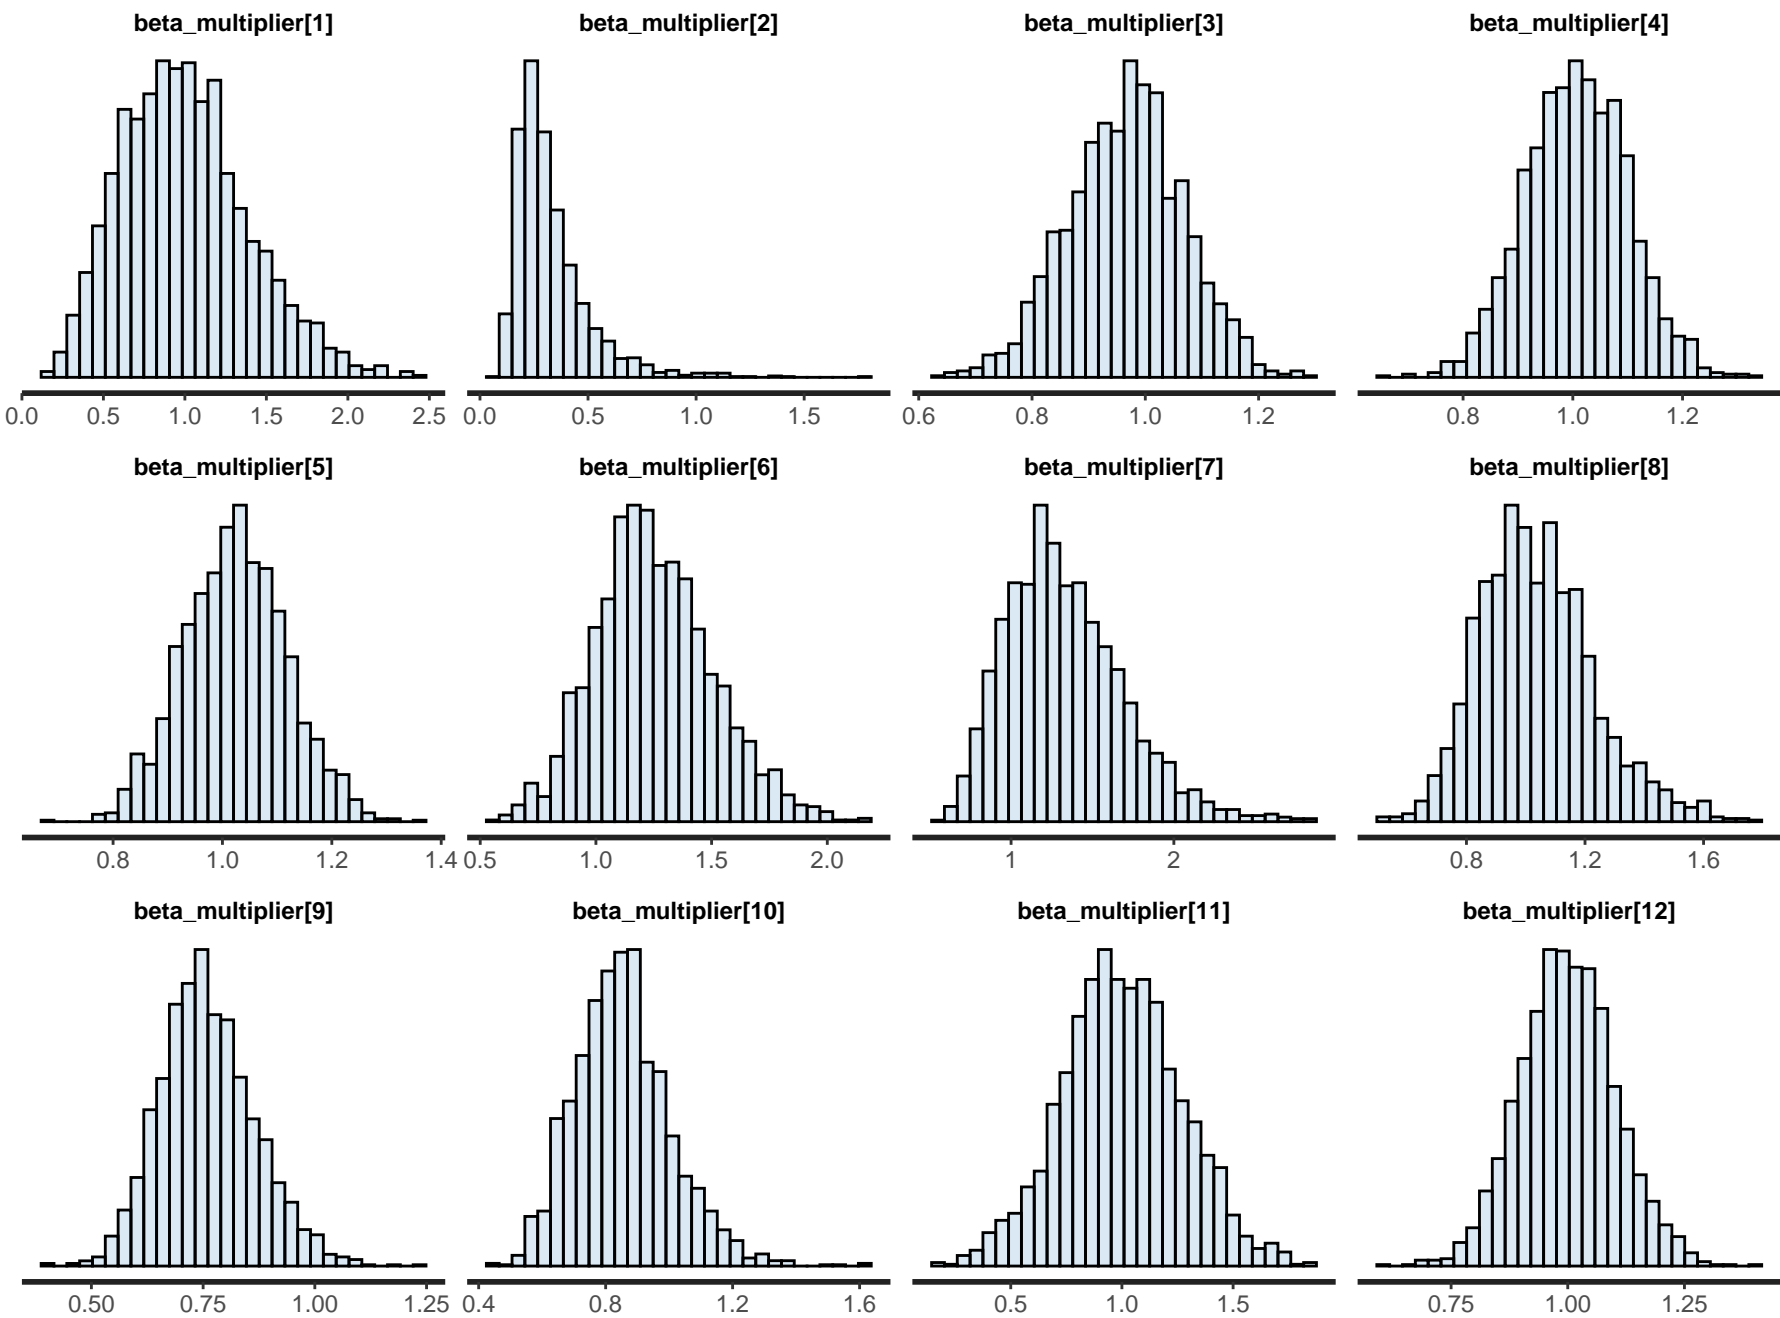 beta_multiplier[1] beta_multiplier[2] beta_multiplier[3] beta_multiplier[4]
0.0 0.5 1.0 1.5 2.0 2.5 0.0 0.5 1.0 1.5 0.6 0.8 1.0 1.2 0.8 1.0 1.2
beta_multiplier[5] beta_multiplier[6] beta_multiplier[7] beta_multiplier[8]
0.8 1.0 1.2 1.4 0.5 1.0 1.5 2.0 1 2 0.8 1.2 1.6
beta_multiplier[9] beta_multiplier[10] beta_multiplier[11] beta_multiplier[12]
0.50 0.75 1.00 1.25 0.4 0.8 1.2 1.6 0.5 1.0 1.5 0.75 1.00 1.25